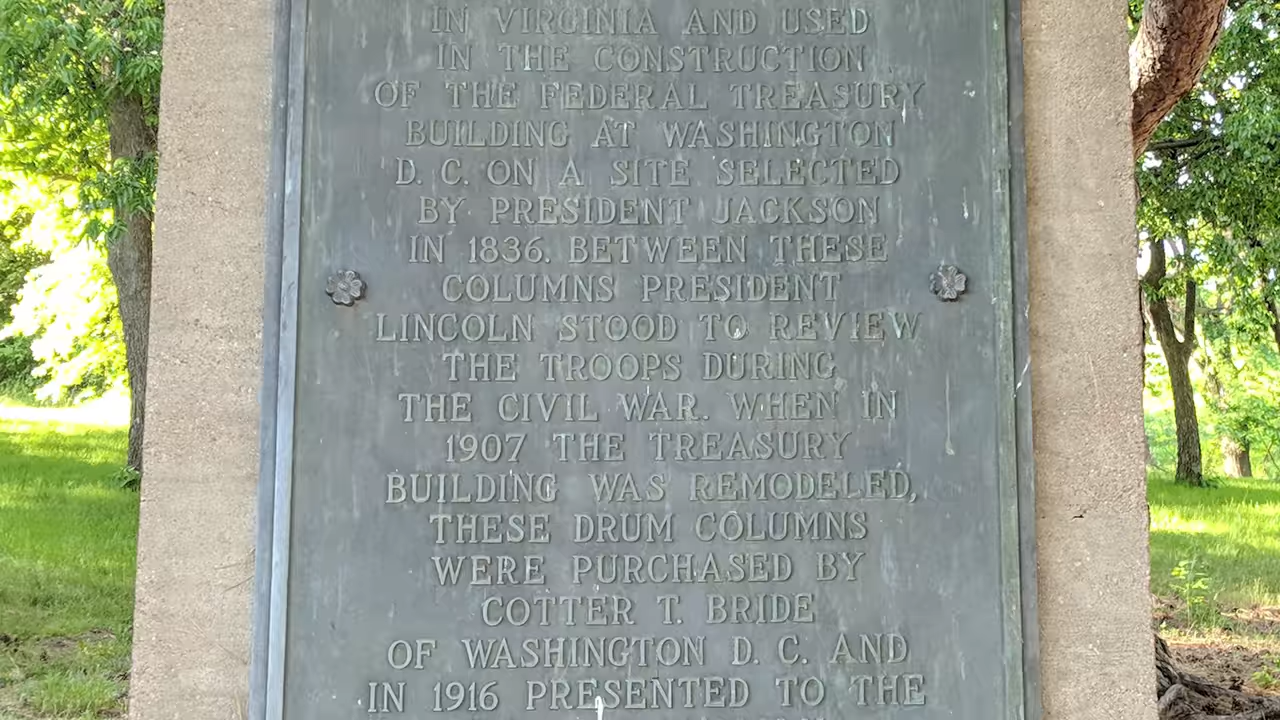 IN VIRGINIA AND USED
IN THE CONSTRUCTION
OF THE FEDERAL TREASURY
BUILDING AT WASHINGTON
D. C. ON A SITE SELECTED
BY PRESIDENT JACKSON
IN 1836. BETWEEN THESE
COLUMNS PRESIDENT
LINCOLN STOOD TO REVIEW
THE TROOPS DURING
THE CIVIL WAR. WHEN IN
1907 THE TREASURY
BUILDING WAS REMODELED,
THESE DRUM COLUMNS
WERE PURCHASED BY
COTTER T. BRIDE
OF WASHINGTON D. C. AND
IN 1916 PRESENTED TO THE